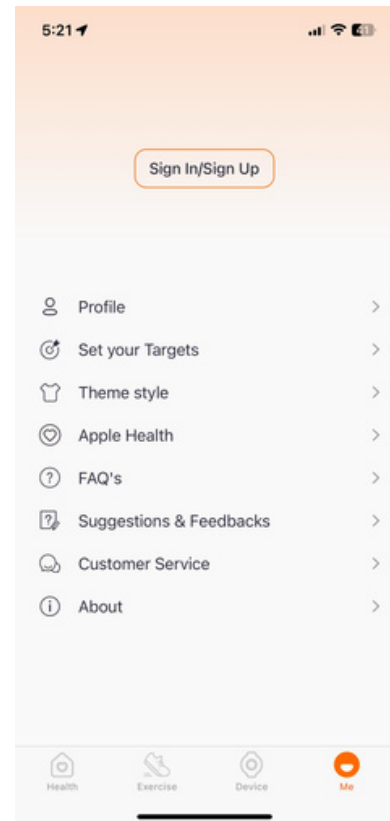 5:21
41
Sign In/Sign Up
Profile
Set your Targets
Theme style
Apple Health
FAQ's
Suggestions & Feedbacks
Customer Service
About
Health
Exercise
Device
Me